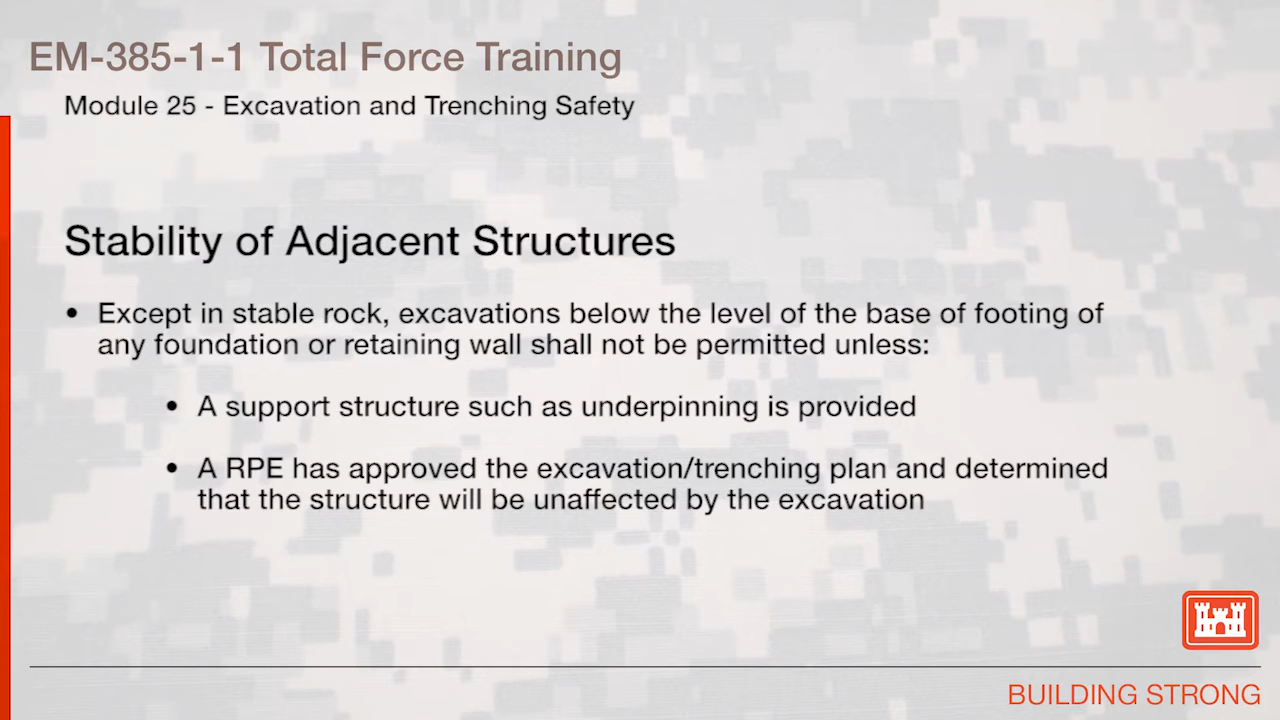 EM-385-1-1 Total Force Training
Module 25 - Excavation and Trenching Safety
Stability of Adjacent Structures
• Except in stable rock, excavations below the level of the base of footing of
any foundation or retaining wall shall not be permitted unless:
• A support structure such as underpinning is provided
• A RPE has approved the excavation/trenching plan and determined
that the structure will be unaffected by the excavation
BUILDING STRONG